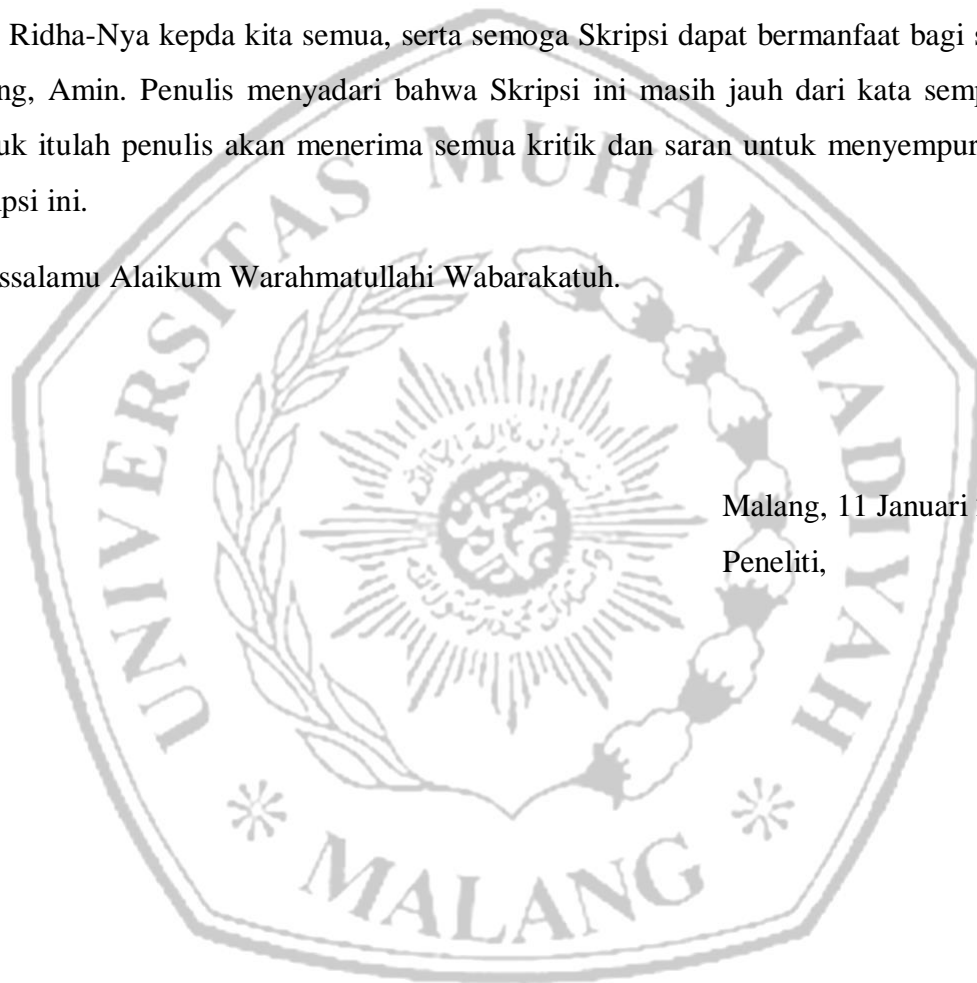 Ridha-Nya kepda kita semua, serta semoga Skripsi dapat bermanfaat bagi s
ng, Amin. Penulis menyadari bahwa Skripsi ini masih jauh dari kata semp
uk itulah penulis akan menerima semua kritik dan saran untuk menyempur
psi ini.
ssalamu Alaikum Warahmatullahi Wabarakatuh.
Malang, 11 Januari
Peneliti,
UNIVERSITAS MUHAMMADIYAH
MALANG